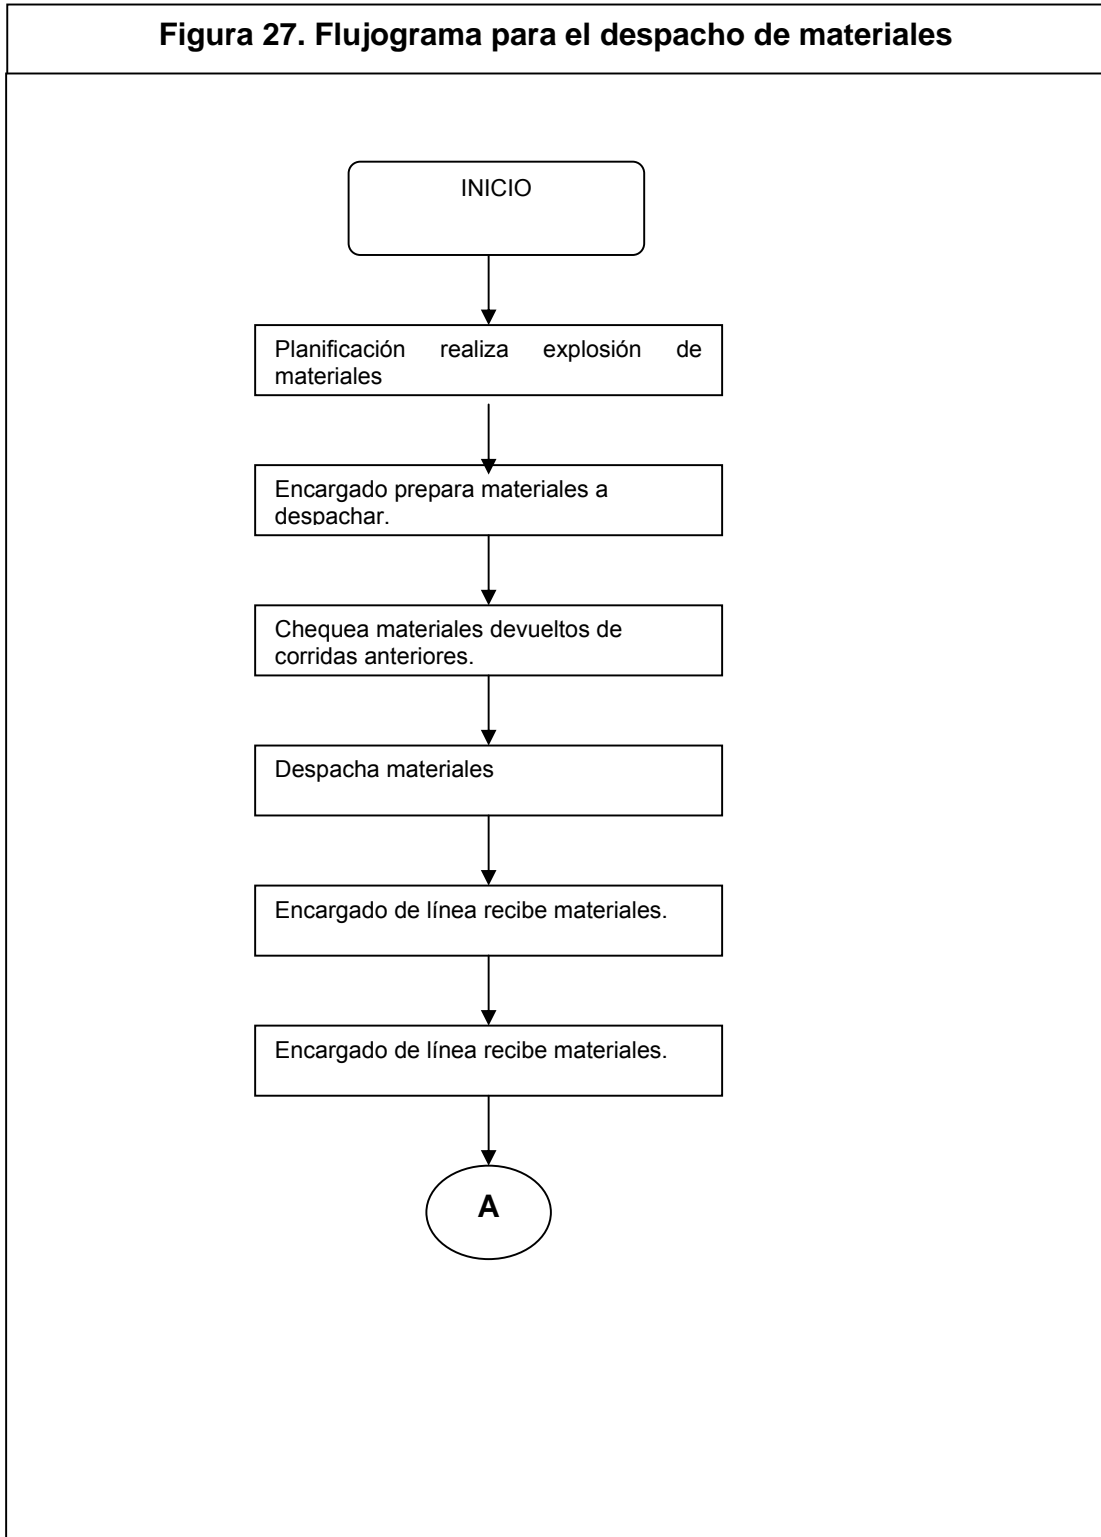 Figura 27. Flujograma para el despacho de materiales
INICIO
Planificación realiza explosión de
materiales
Encargado prepara materiales a
despachar.
Chequea materiales devueltos de
corridas anteriores.
Despacha materiales
Encargado de línea recibe materiales.
Encargado de línea recibe materiales.
A